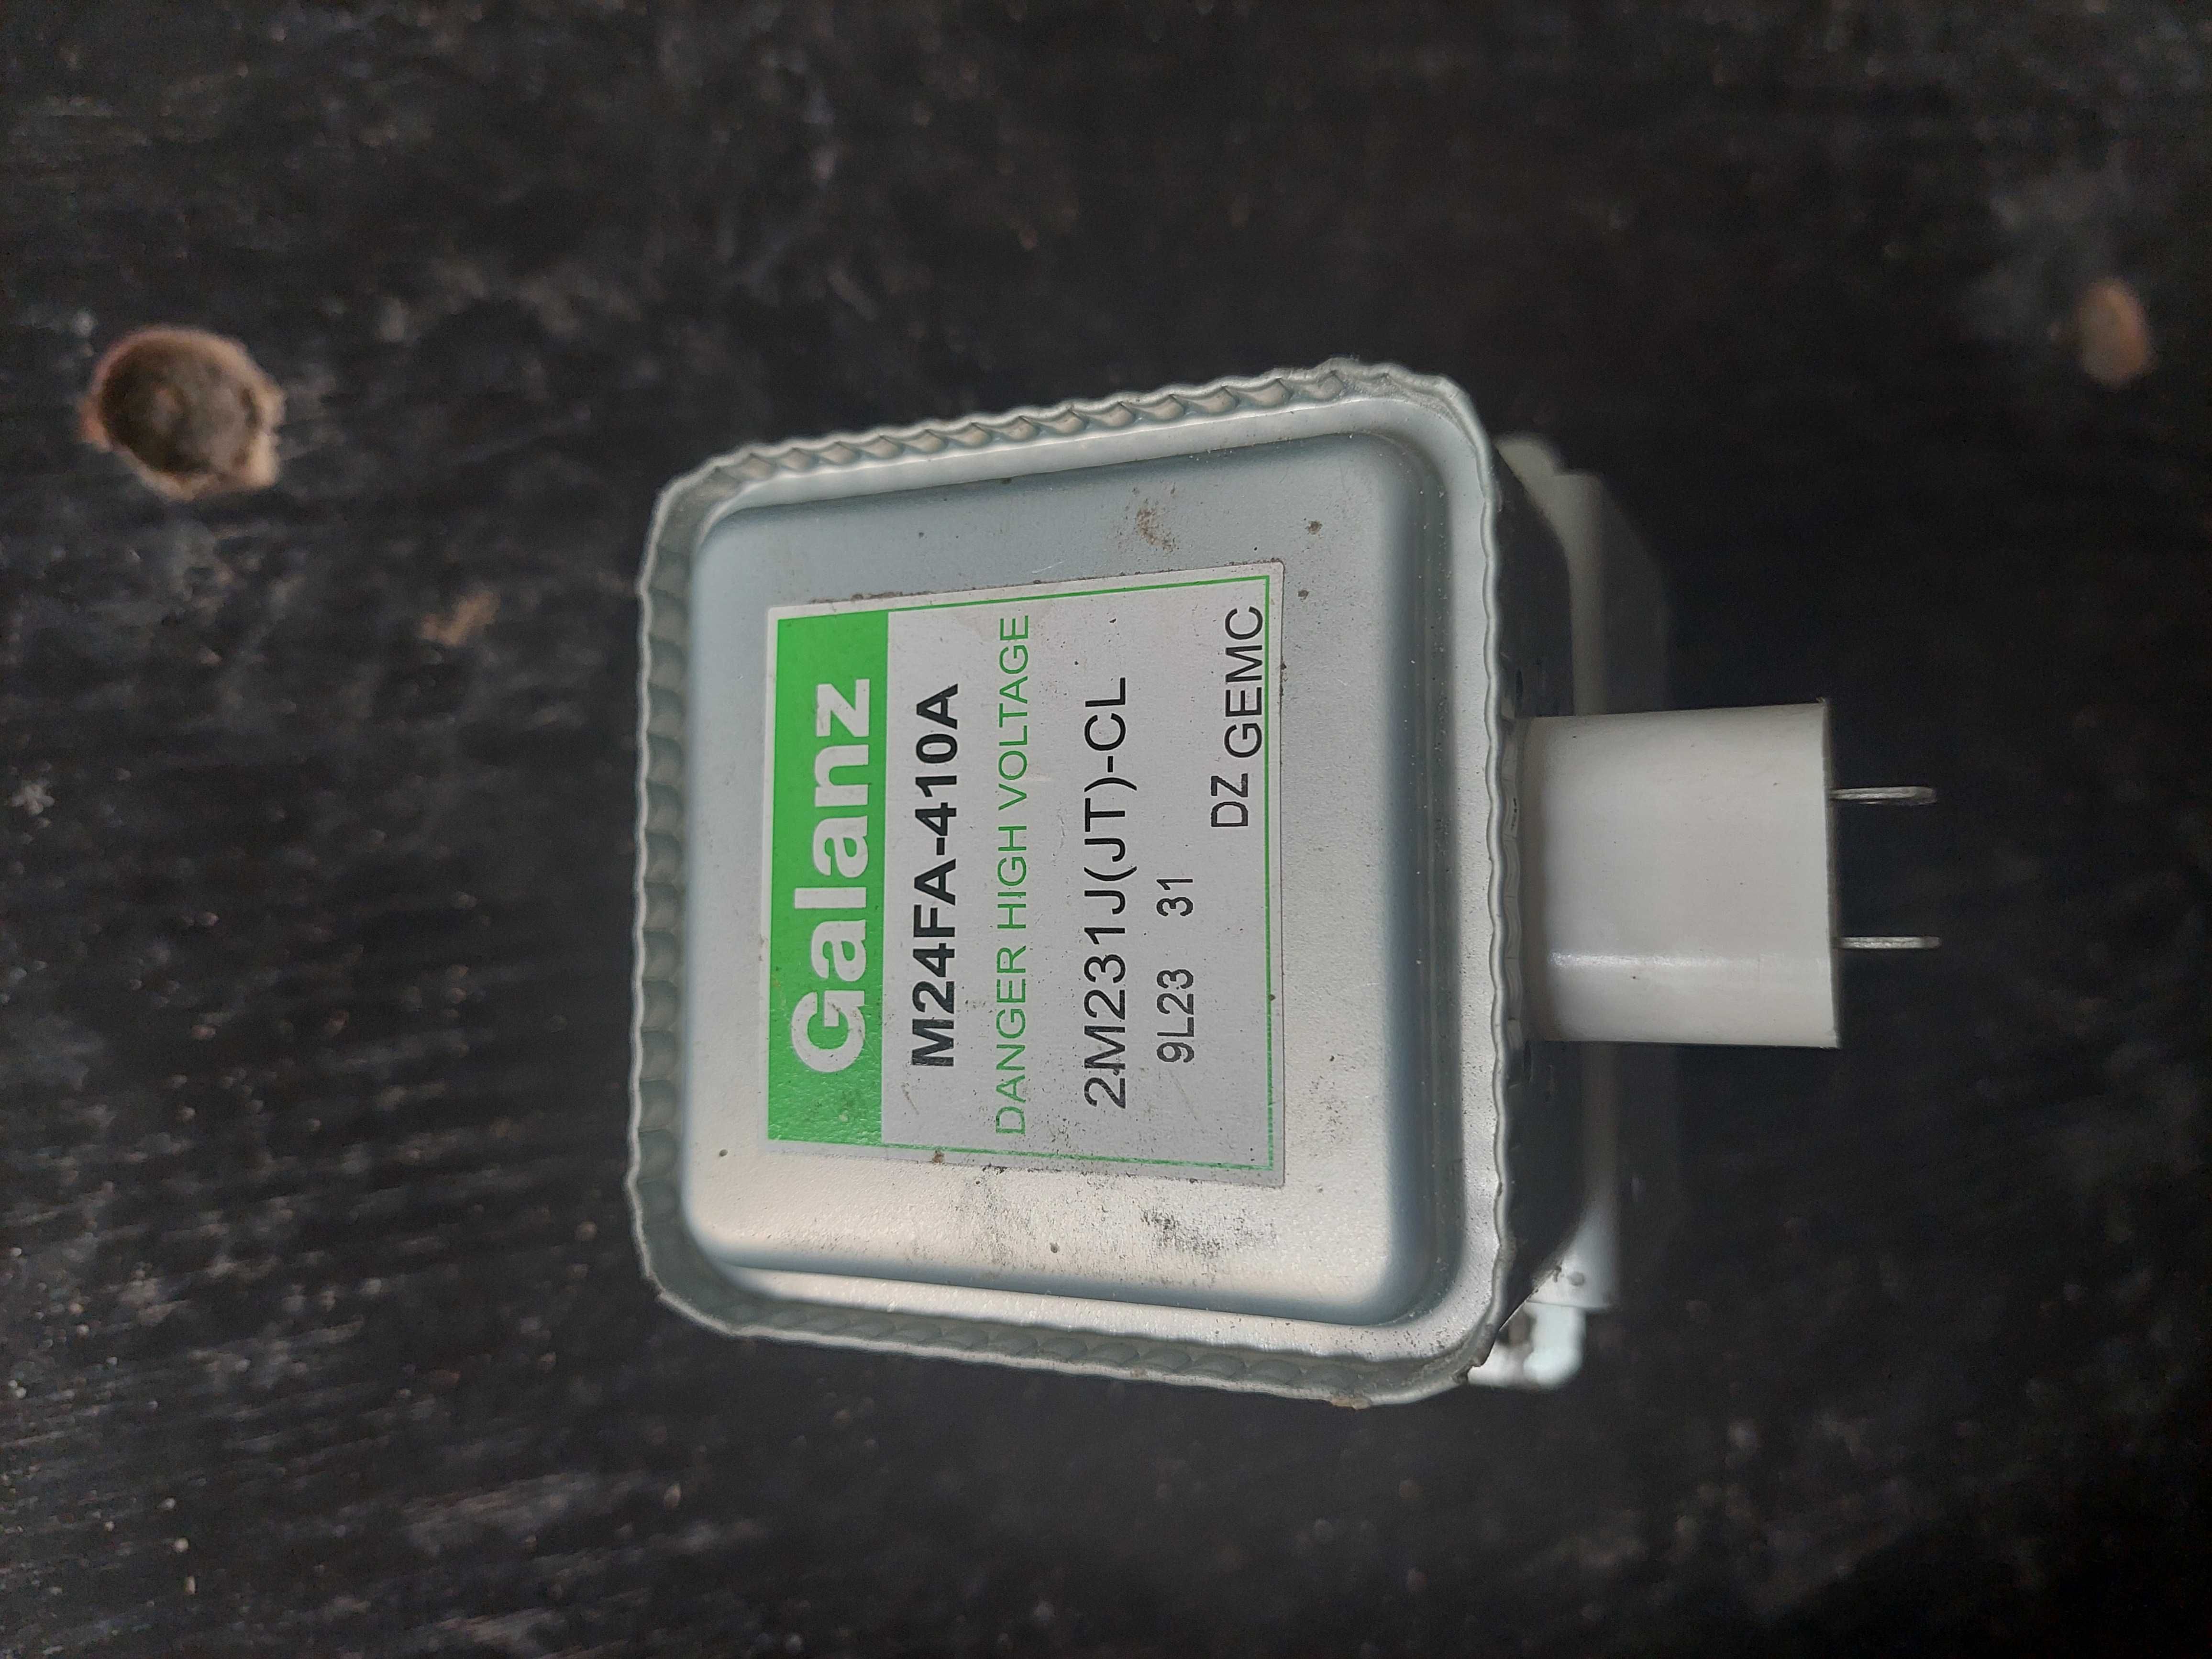 Galanz
M24FA-410A
DANGER HIGH VOLTAGE
2M231J(JT)-CL
9L23 31
DZ GEMC